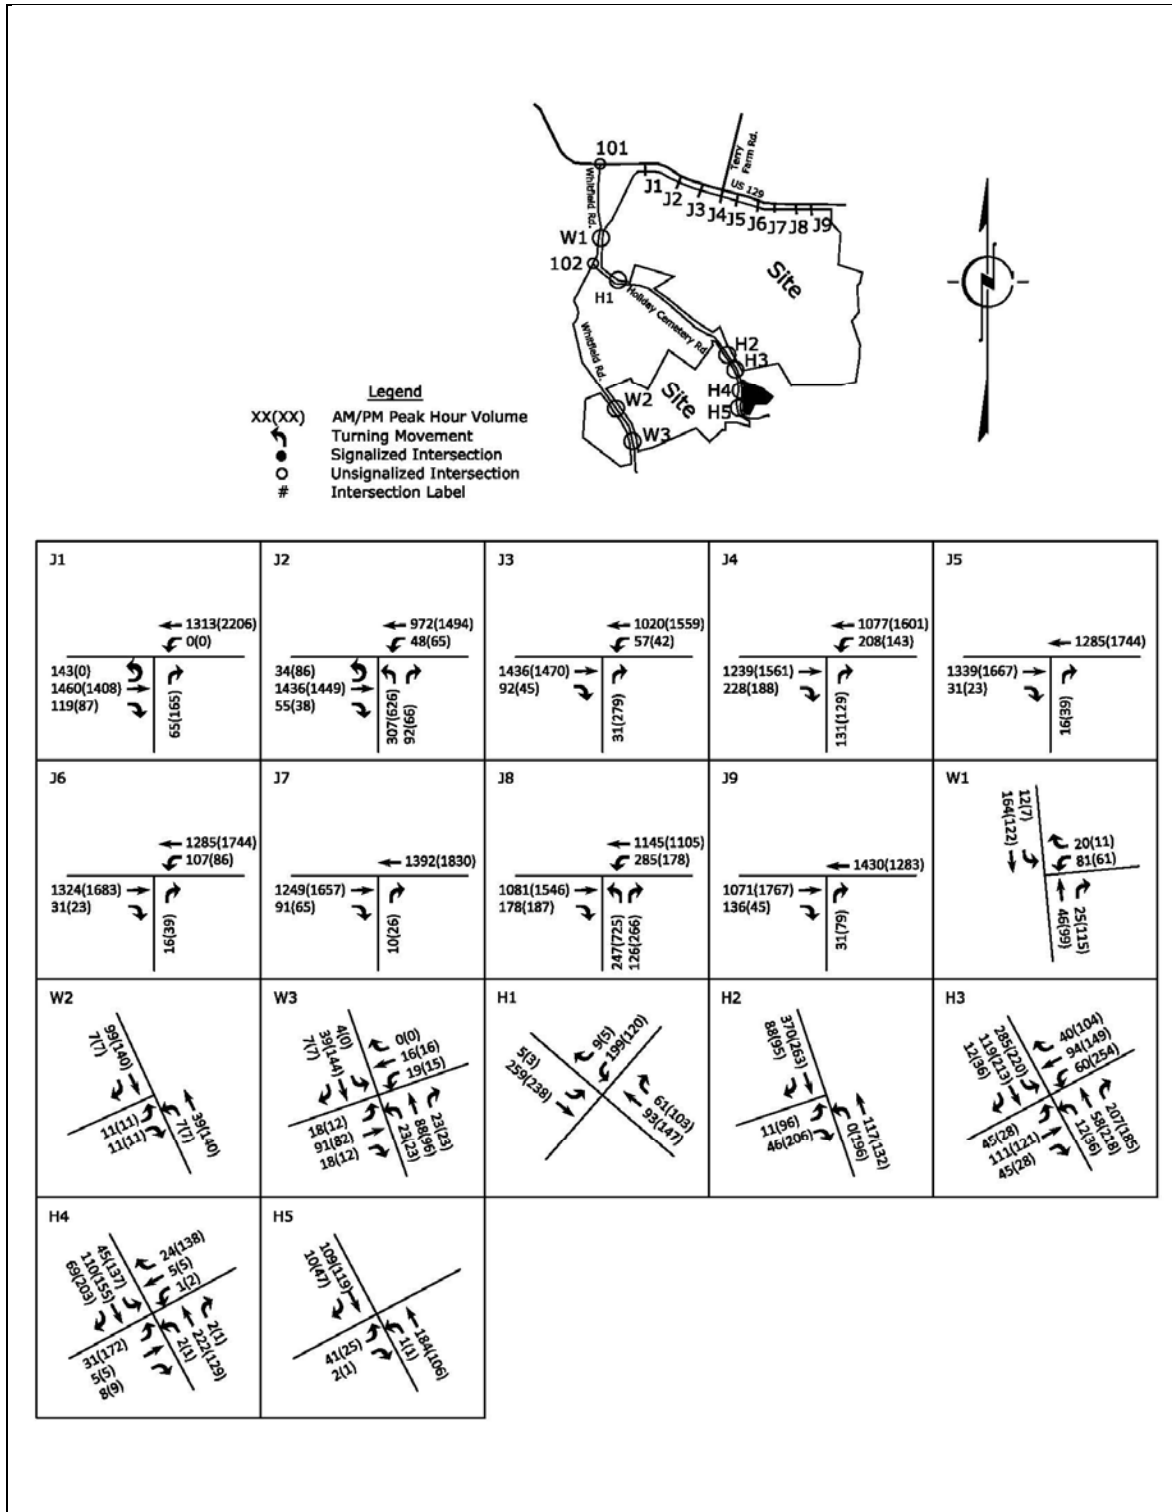 101
Terry
Farm Rd.
US 129
Whitfield Rd.
J1
J2
J3
J4
J5
J6
J7
J8
J9
W1
102
H1
Site
Holiday Cemetery Rd.
Whitfield Rd.
H2
H3
H4
H5
Site
W2
W3
N
Legend
XX(XX) AM/PM Peak Hour Volume
Turning Movement
Signalized Intersection
Unsignalized Intersection
# Intersection Label
J1
1313(2206)
0(0)
143(0)
1460(1408)
119(87)
65(165)
J2
972(1494)
48(65)
34(86)
1436(1449)
55(38)
307(626)
92(66)
J3
1020(1559)
57(42)
1436(1470)
92(45)
31(279)
J4
1077(1601)
208(143)
1239(1561)
228(188)
131(129)
J5
1285(1744)
1339(1667)
31(23)
16(39)
J6
1285(1744)
107(86)
1324(1683)
31(23)
16(39)
J7
1392(1830)
1249(1657)
91(65)
10(26)
J8
1145(1105)
285(178)
1081(1546)
178(187)
247(725)
126(266)
J9
1430(1283)
1071(1767)
136(45)
31(79)
W1
12(7)
164(122)
20(11)
81(61)
46(99)
25(115)
W2
99(140)
7(7)
11(11)
11(11)
7(7)
39(140)
W3
4(0)
39(144)
7(7)
0(0)
16(16)
19(15)
18(12)
91(82)
18(12)
23(23)
88(96)
23(23)
H1
5(3)
259(238)
9(5)
199(120)
61(103)
93(147)
H2
370(263)
88(95)
11(96)
46(206)
0(196)
117(132)
H3
285(220)
119(213)
12(36)
40(104)
94(149)
60(254)
45(28)
111(121)
45(28)
12(36)
58(218)
207(185)
H4
45(137)
110(155)
69(203)
24(138)
5(5)
1(2)
31(172)
5(5)
8(9)
2(1)
222(129)
2(1)
H5
109(119)
10(47)
41(25)
2(1)
1(1)
184(106)